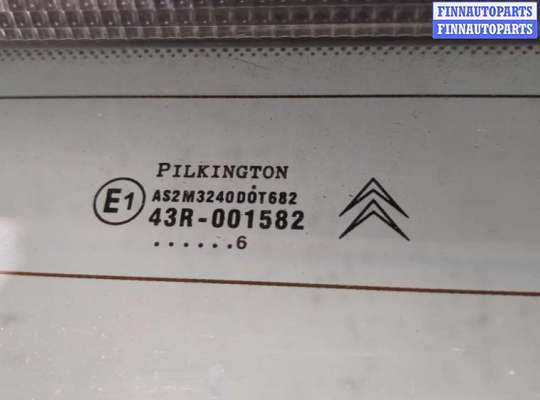 FINNAUTOPARTS
FINNAUTOPARTS
PILKINGTON
E1
AS2M3240DOT682
43R-001582
......6